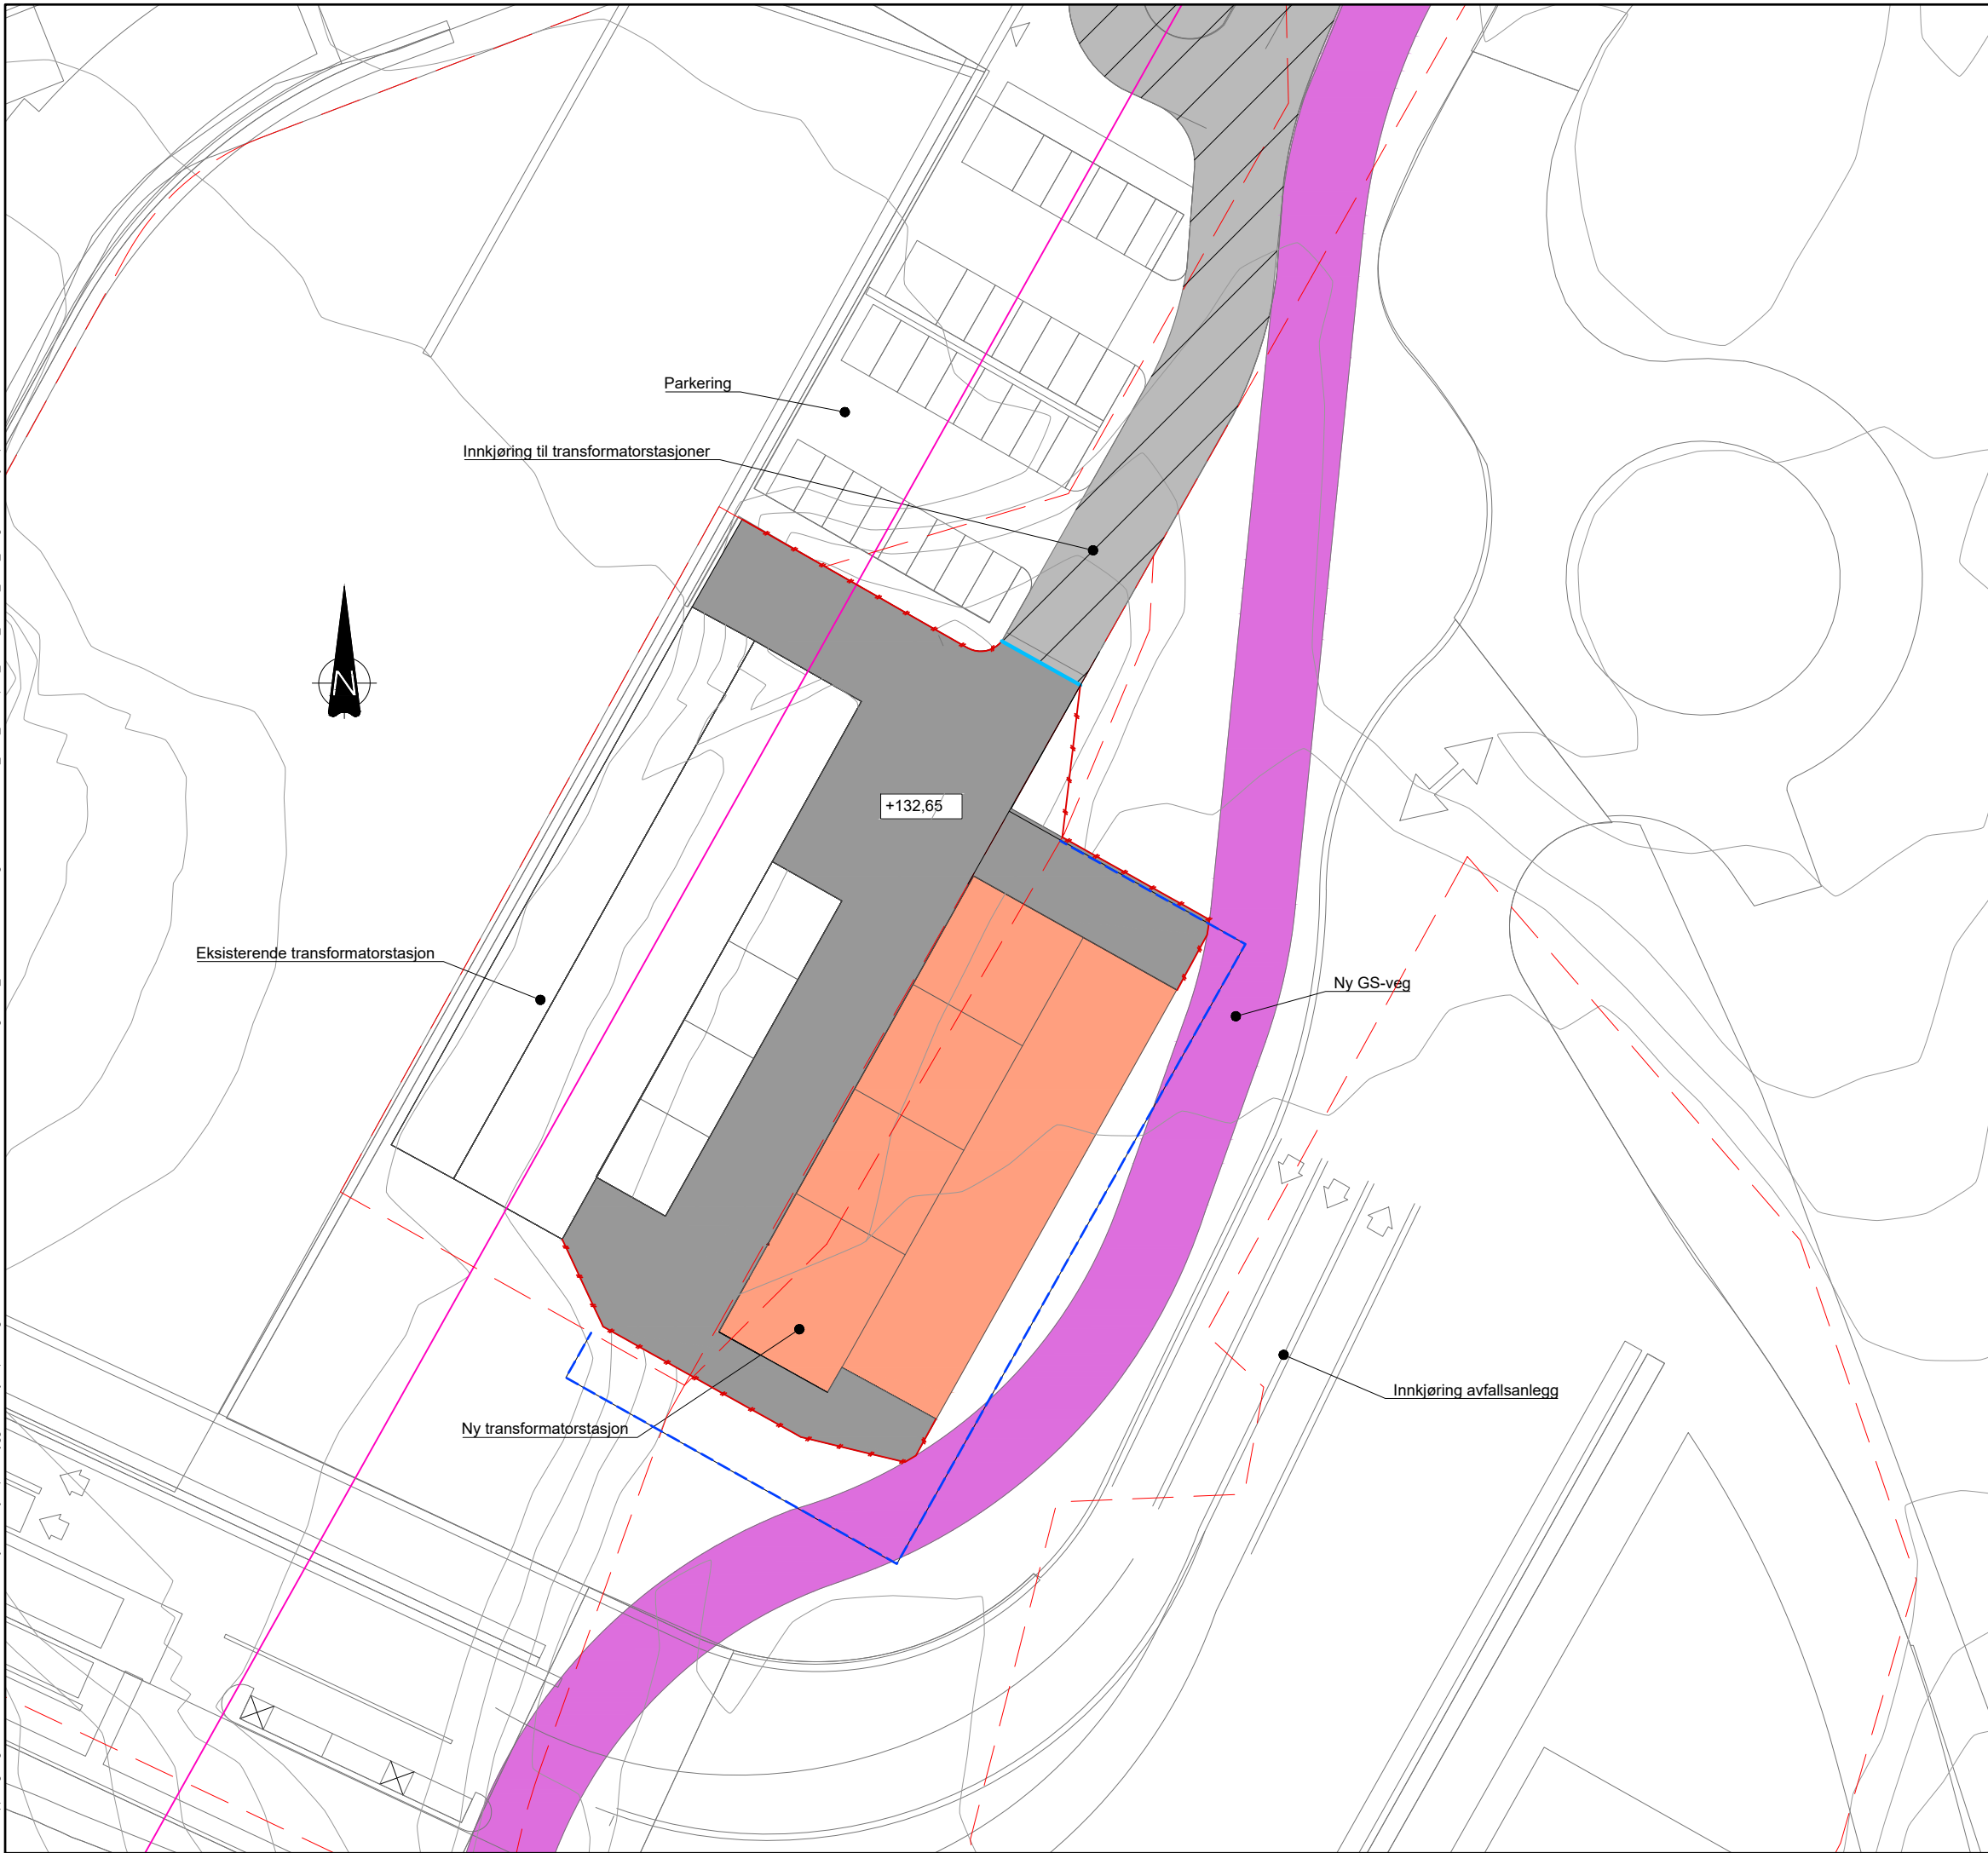 Parkering
Innkjøring til transformatorstasjoner
N
+132,65
Eksisterende transformatorstasjon
Ny GS-veg
Innkjøring avfallsanlegg
Ny transformatorstasjon